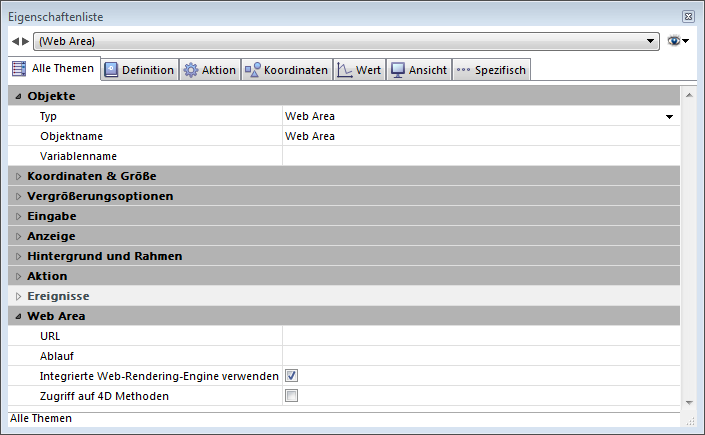 Eigenschaftenliste
(Web Area)
Alle Themen Definition Aktion Koordinaten Wert Ansicht Spezifisch
Objekte
Typ Web Area
Objektname Web Area
Variablenname
Koordinaten & Größe
Vergrößerungsoptionen
Eingabe
Anzeige
Hintergrund und Rahmen
Aktion
Ereignisse
Web Area
URL
Ablauf
Integrierte Web-Rendering-Engine verwenden
Zugriff auf 4D Methoden
Alle Themen